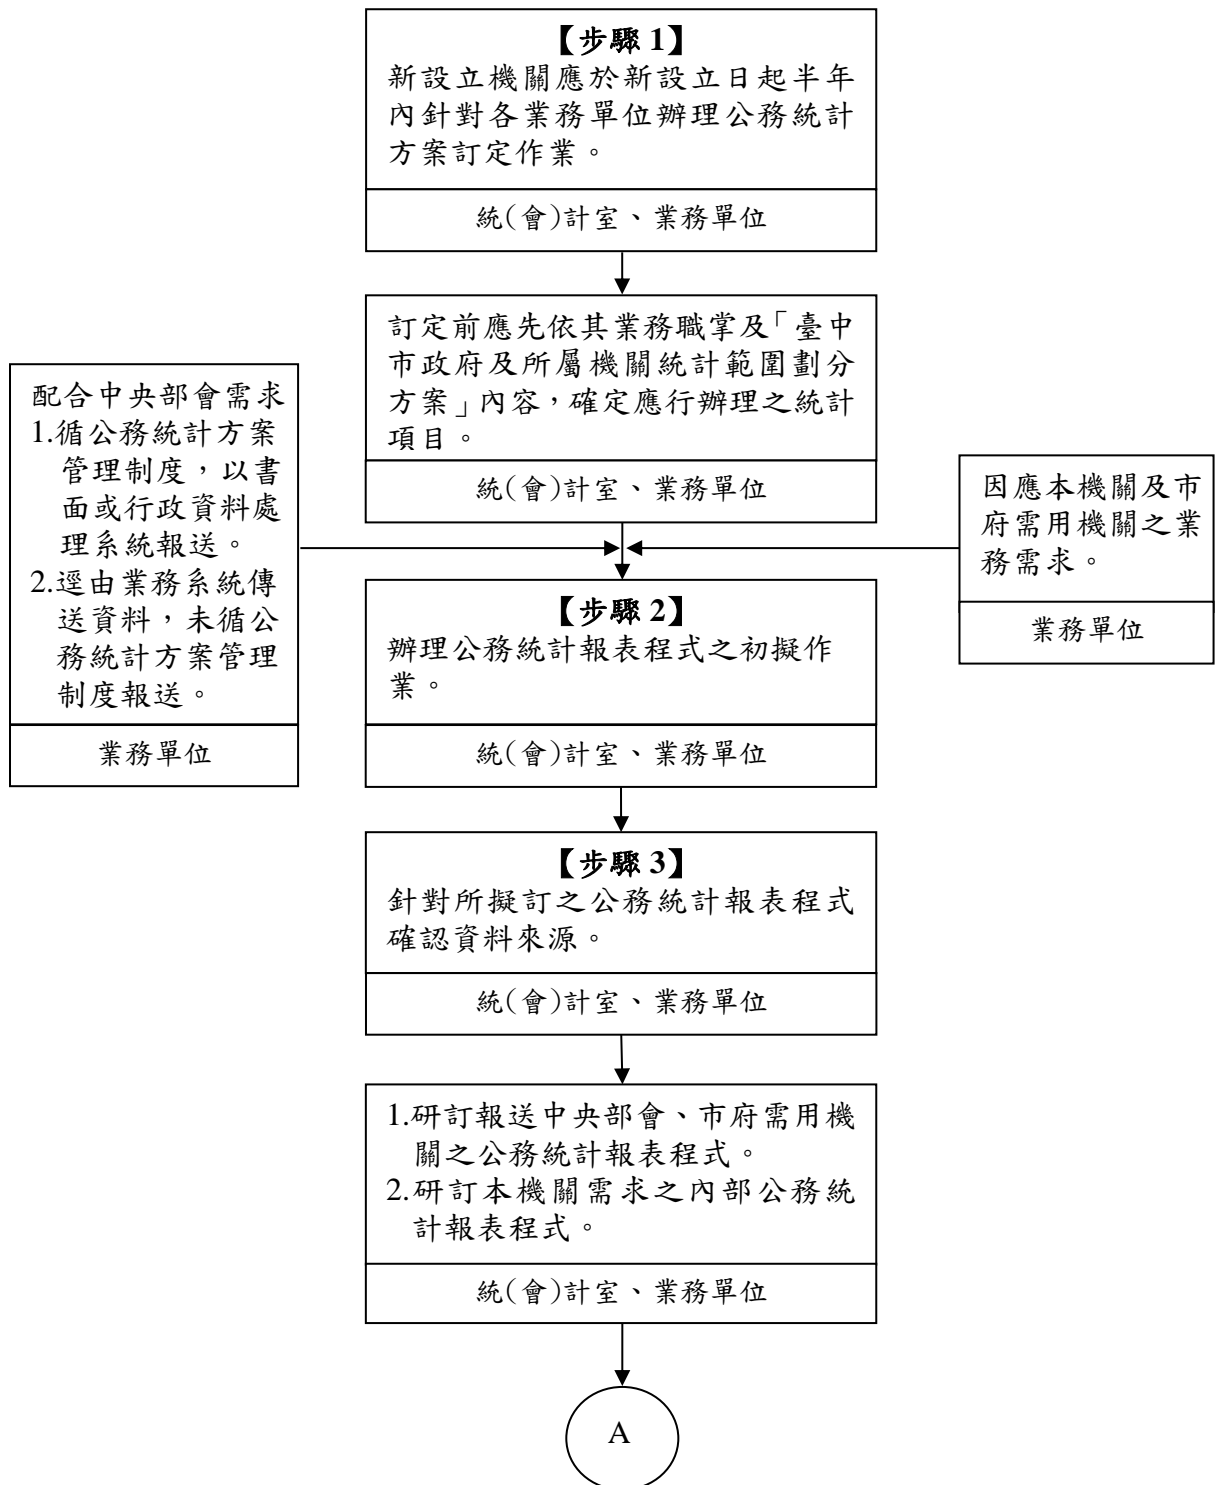 【步驟 1】
新設立機關應於新設立日起半年
內針對各業務單位辦理公務統計
方案訂定作業。
統(會)計室、業務單位
訂定前應先依其業務職掌及「臺中
市政府及所屬機關統計範圍劃分
方案」內容，確定應行辦理之統計
項目。
統(會)計室、業務單位
配合中央部會需求
1.循公務統計方案
管理制度，以書
面或行政資料處
理系統報送。
2.逕由業務系統傳
送資料，未循公
務統計方案管理
制度報送。
業務單位
因應本機關及市
府需用機關之業
務需求。
業務單位
【步驟 2】
辦理公務統計報表程式之初擬作
業。
統(會)計室、業務單位
【步驟 3】
針對所擬訂之公務統計報表程式
確認資料來源。
統(會)計室、業務單位
1.研訂報送中央部會、市府需用機
關之公務統計報表程式。
2.研訂本機關需求之內部公務統
計報表程式。
統(會)計室、業務單位
A